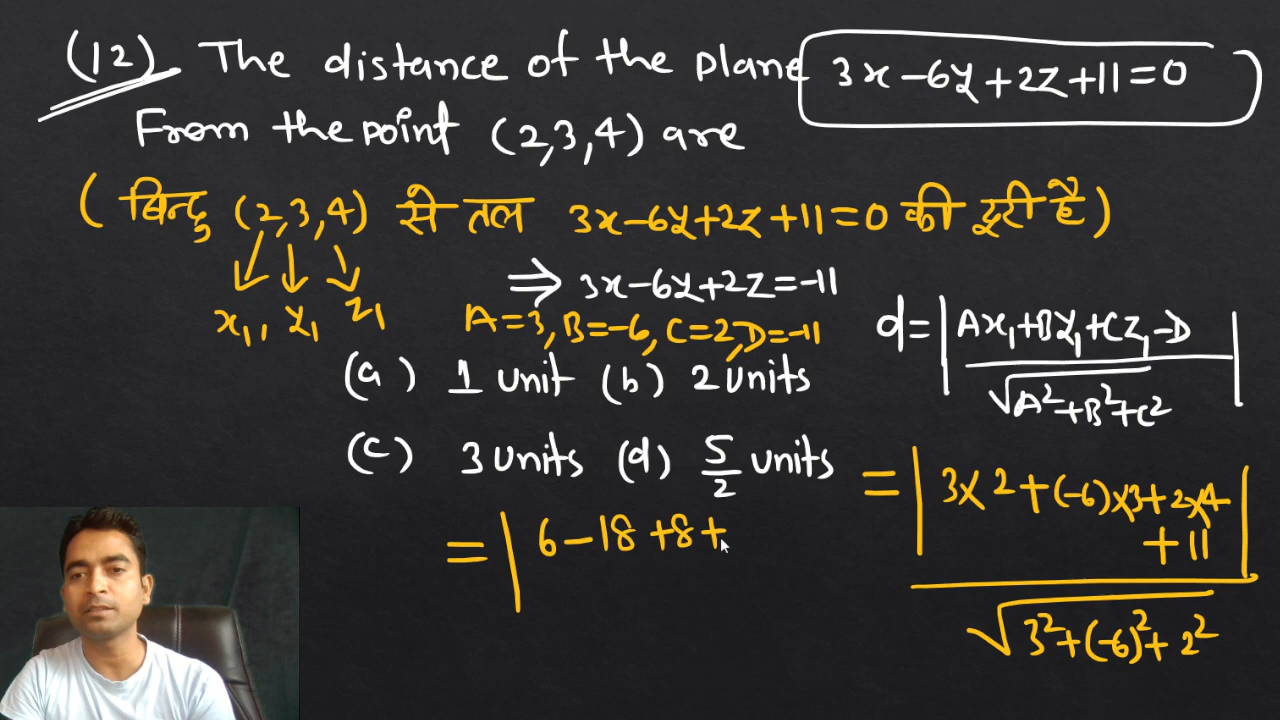 (12) The distance of the plane 3x-6y+2z+11=0
From the point (2,3,4) are
(बिन्दु (2,3,4) से तल 3x-6y+2z+11=0 की दूरी है)
⇒ 3x-6y+2z=-11
x₁, y₁ z₁ A=3, B=-6, C=2, D=-11
d=|Ax₁+By₁+Cz₁-D
√A²+B²+C²|
(a) 1 unit (b) 2 units
(c) 3 units (d) 5/2 units
=|3×2+(-6)×3+2×4
+11|
√3²+(-6)²+2²
=|6-18+8+